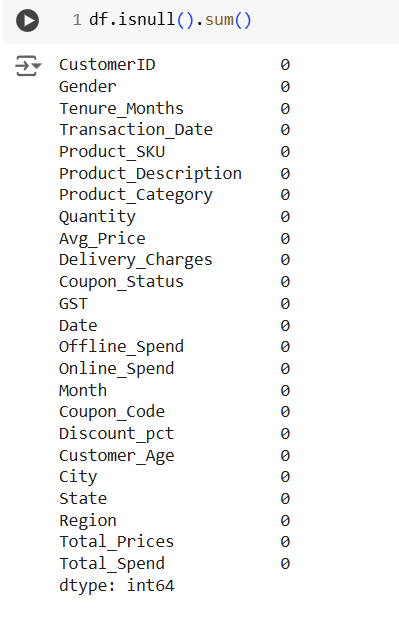 1 df.isnull().sum()
CustomerID 0
Gender 0
Tenure_Months 0
Transaction_Date 0
Product_SKU 0
Product_Description 0
Product_Category 0
Quantity 0
Avg_Price 0
Delivery_Charges 0
Coupon_Status 0
GST 0
Date 0
Offline_Spend 0
Online_Spend 0
Month 0
Coupon_Code 0
Discount_pct 0
Customer_Age 0
City 0
State 0
Region 0
Total_Prices 0
Total_Spend 0
dtype: int64